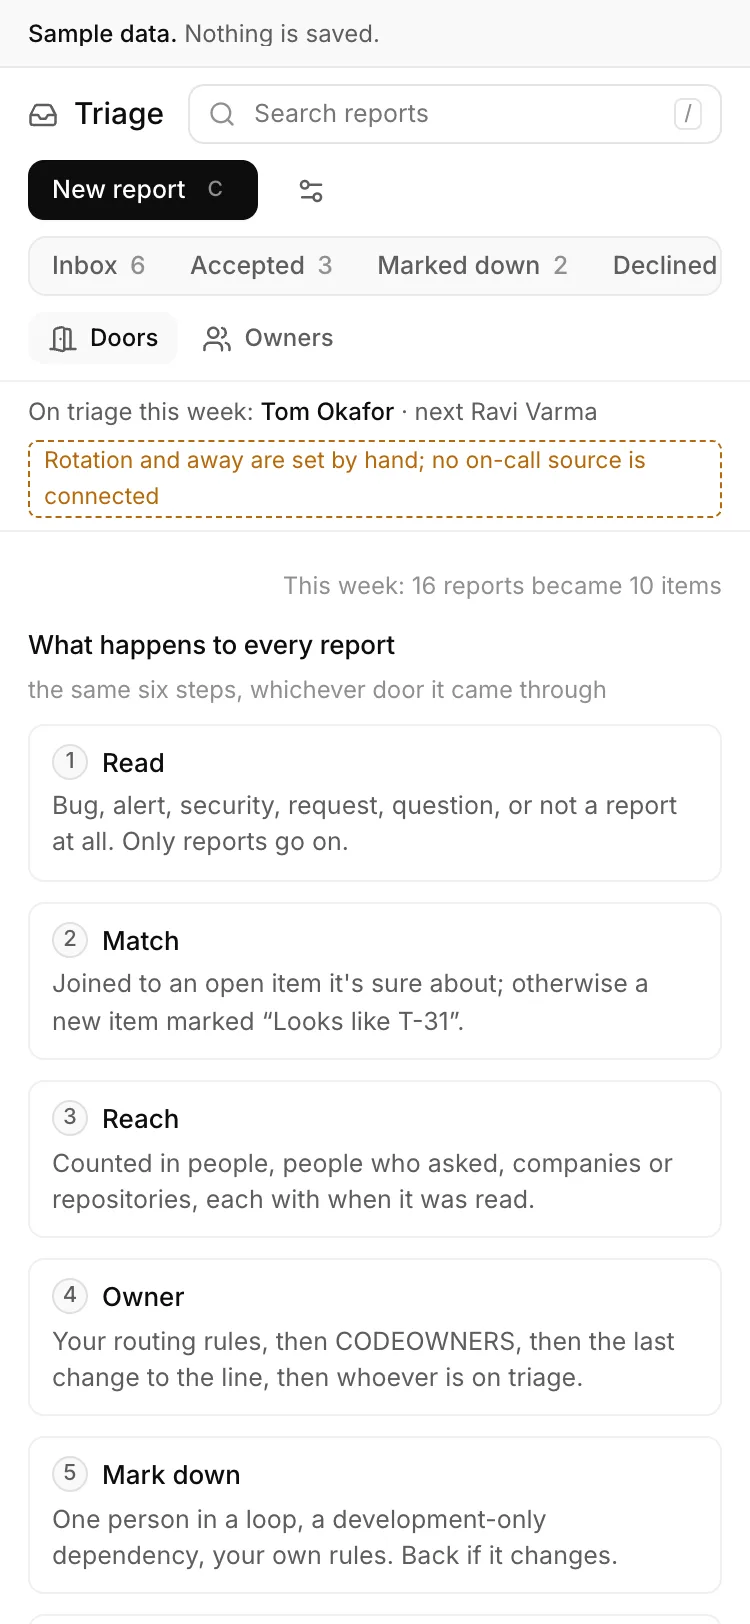 Sample data. Nothing is saved.
Triage
Search reports /
New report C
Inbox 6 Accepted 3 Marked down 2 Declined
Doors Owners
On triage this week: Tom Okafor · next Ravi Varma
Rotation and away are set by hand; no on-call source is
connected
This week: 16 reports became 10 items
What happens to every report
the same six steps, whichever door it came through
1 Read
Bug, alert, security, request, question, or not a report
at all. Only reports go on.
2 Match
Joined to an open item it's sure about; otherwise a
new item marked “Looks like T-31”.
3 Reach
Counted in people, people who asked, companies or
repositories, each with when it was read.
4 Owner
Your routing rules, then CODEOWNERS, then the last
change to the line, then whoever is on triage.
5 Mark down
One person in a loop, a development-only
dependency, your own rules. Back if it changes.